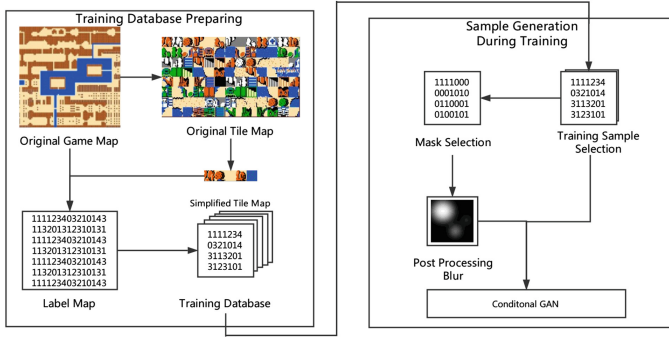 Training Database Preparing
Original Game Map
Original Tile Map
Simplified Tile Map
111123403210143
113201312310131
111123403210143
113201312310131
111123403210143
113201312310131
111123403210143
Label Map
1111234
0321014
3113201
3123101
Training Database
Sample Generation
During Training
1111000
0001010
0110001
0100101
Mask Selection
1111234
0321014
3113201
3123101
Training Sample
Selection
Post Processing
Blur
Conditonal GAN